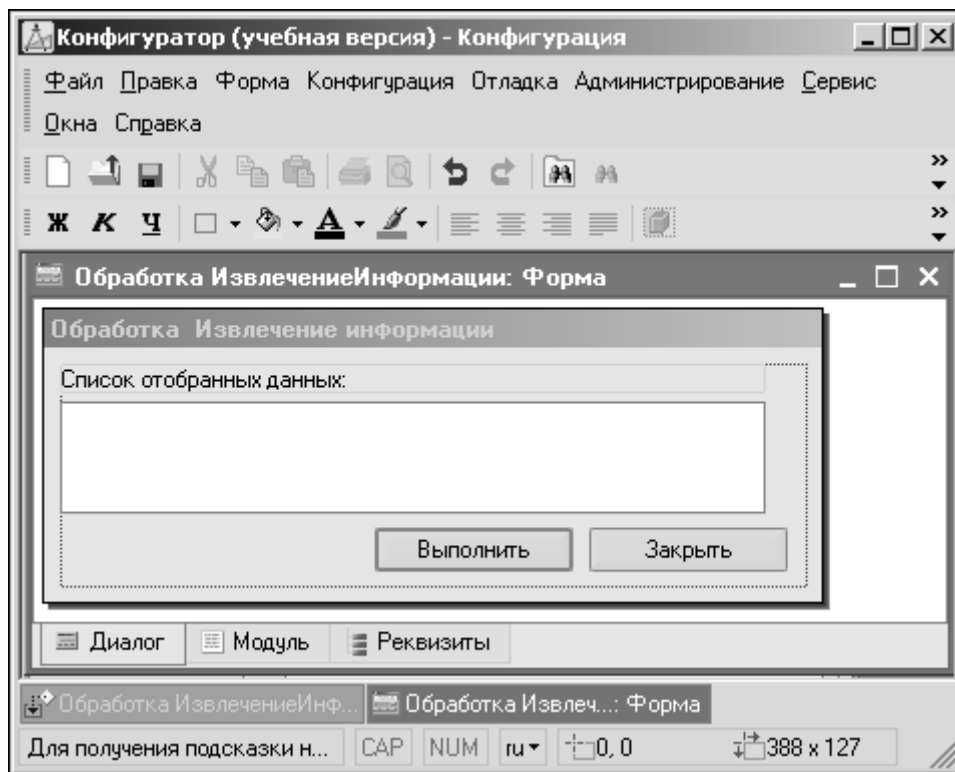 Конфигуратор (учебная версия) - Конфигурация
Файл Правка Форма Конфигурация Отладка Администрирование Сервис
Окна Справка
Ж К Ч А
Обработка ИзвлечениеИнформации: Форма
Обработка Извлечение информации
Список отобранных данных:
Выполнить Закрыть
Диалог Модуль Реквизиты
Обработка ИзвлечениеИнф... Обработка Извлеч...: Форма
Для получения подсказки н... CAP NUM ru 0, 0 388 x 127